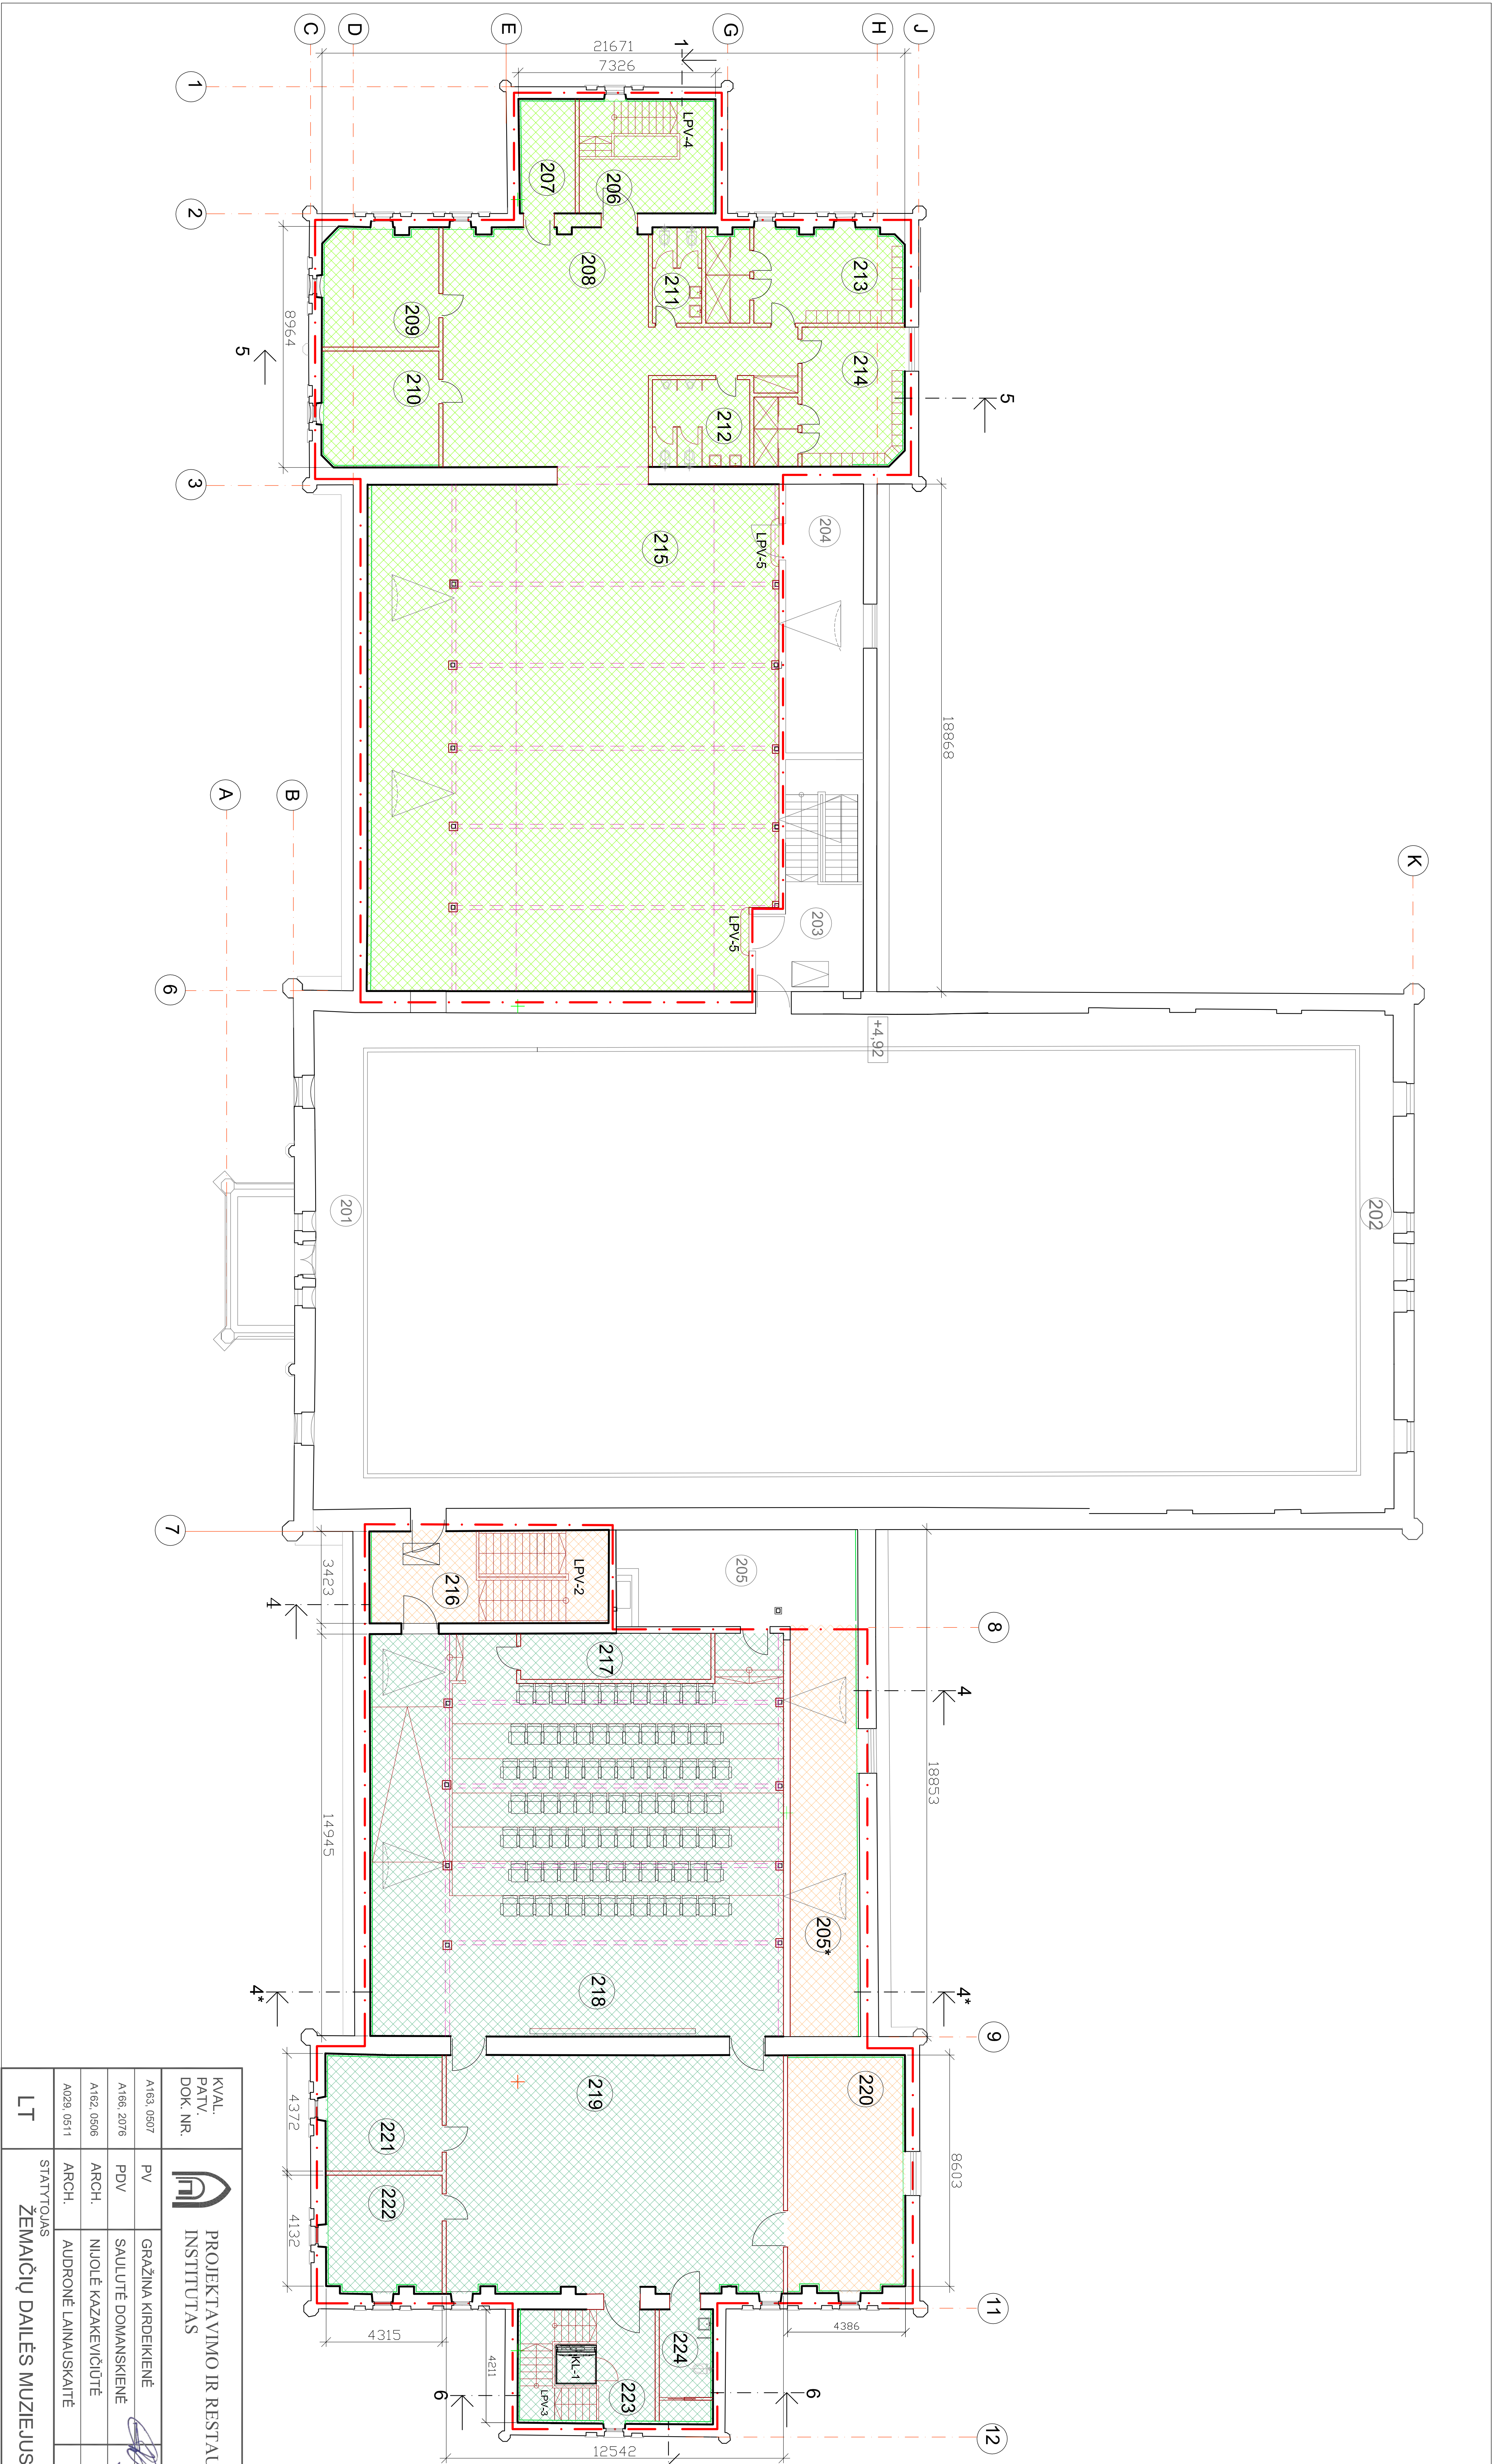 C
D
E
G
H
J
K
A
B
1
2
3
6
7
8
9
11
12
21671
7326
1
LPV-4
207
206
208
213
211
214
209
210
212
8964
5
5
204
215
LPV-5
18868
LPV-5
203
+4,92
201
202
LPV-2
216
3423
4
205
217
4
18853
14945
205*
218
4*
4*
219
220
221
222
4372
4132
8603
4315
4386
4211
KL-1
LPV-3
223
224
6
6
12542
KVAL.
PATV.
DOK. NR.
PROJEKTAVIMO IR RESTAU
INSTITUTAS
A163, 0507 PV GRAŽINA KIRDEIKIENĖ
A166, 2076 PDV SAULUTĖ DOMANSKIENĖ
A162, 0506 ARCH. NIJOLĖ KAZAKEVIČIŪTĖ
A029, 0511 ARCH. AUDRONĖ LAINAUSKAITĖ
LT
STATYTOJAS
ŽEMAIČIŲ DAILĖS MUZIEJUS